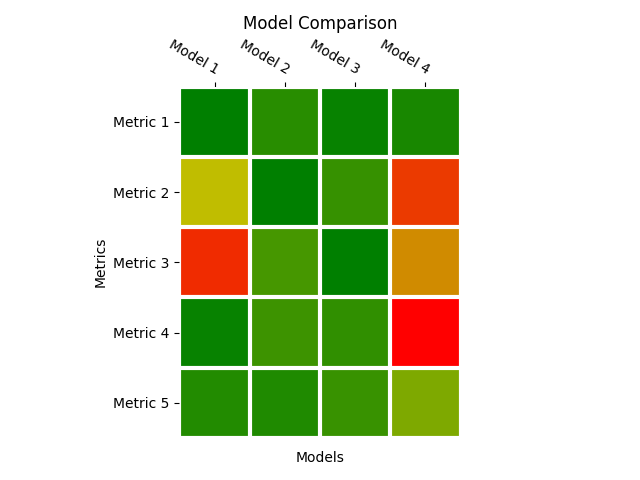 Model Comparison
Model 1
Model 2
Model 3
Model 4
Metric 1
Metric 2
Metric 3
Metric 4
Metric 5
Metrics
Models